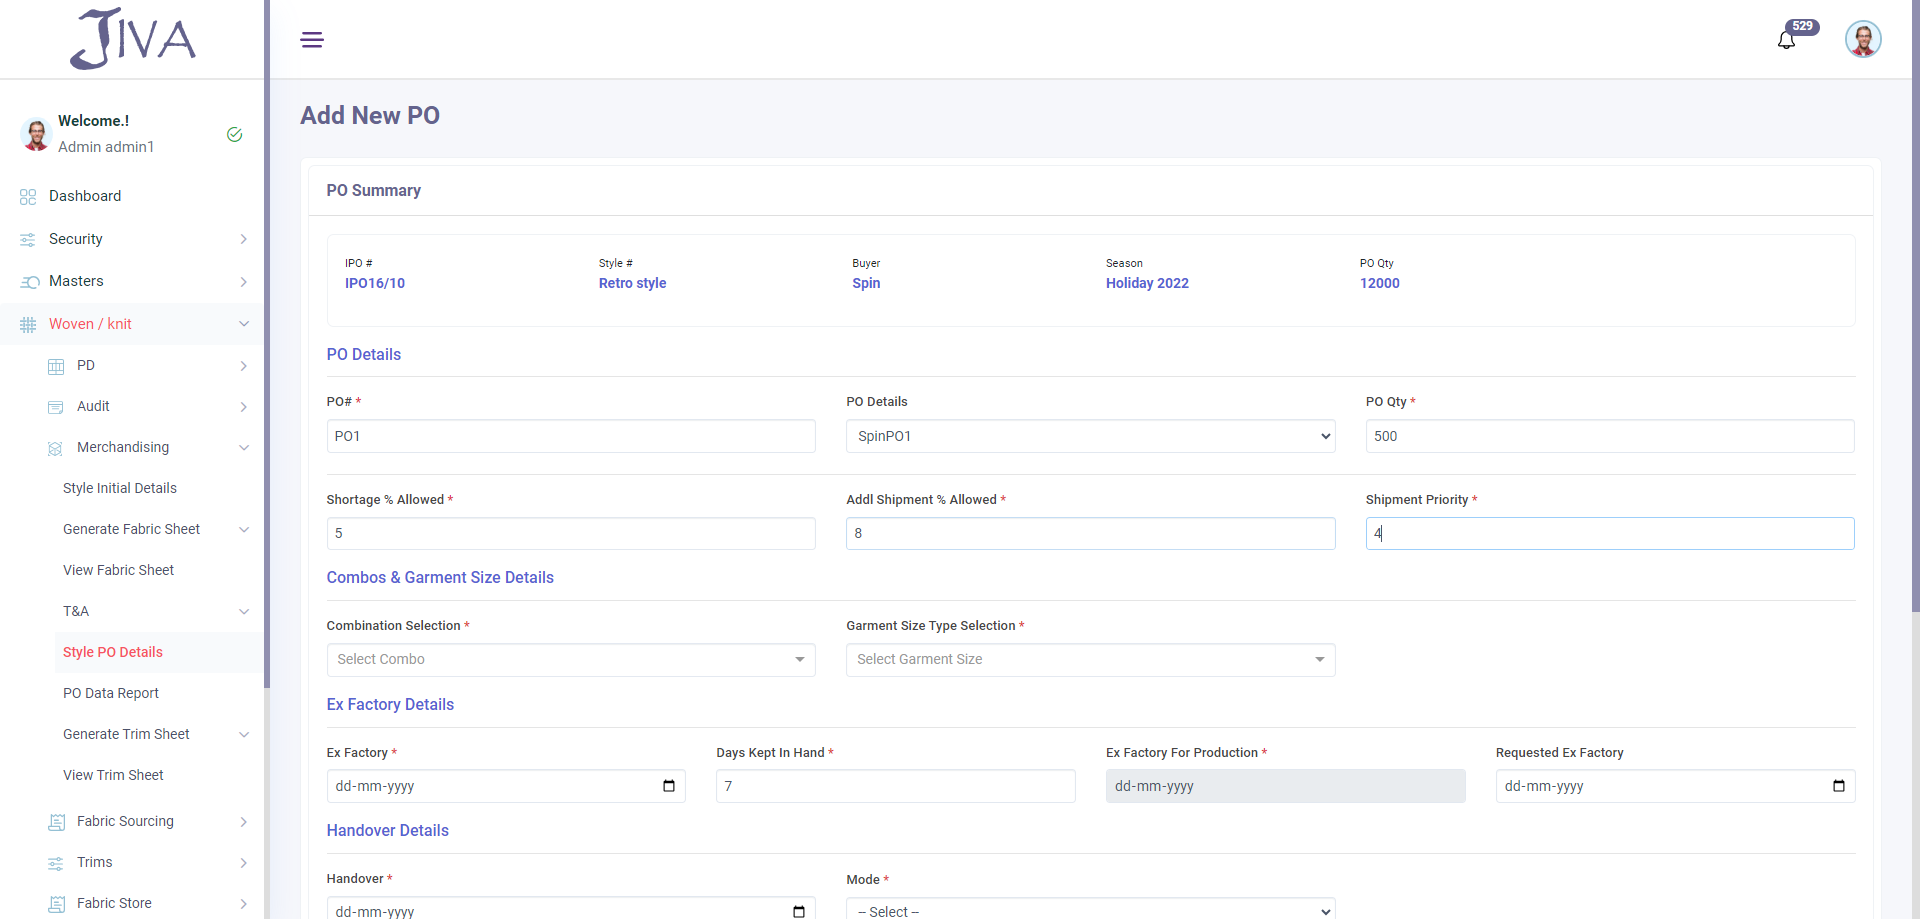 JIVA
529
Welcome.!
Admin admin1
Dashboard
Security
Masters
Woven / knit
PD
Audit
Merchandising
Style Initial Details
Generate Fabric Sheet
View Fabric Sheet
T&A
Style PO Details
PO Data Report
Generate Trim Sheet
View Trim Sheet
Fabric Sourcing
Trims
Fabric Store
Add New PO
PO Summary
IPO # Style # Buyer Season PO Qty
IPO16/10 Retro style Spin Holiday 2022 12000
PO Details
PO# * PO Details PO Qty *
PO1 SpinPO1 500
Shortage % Allowed * Addl Shipment % Allowed * Shipment Priority *
5 8 4
Combos & Garment Size Details
Combination Selection * Garment Size Type Selection *
Select Combo Select Garment Size
Ex Factory Details
Ex Factory * Days Kept In Hand * Ex Factory For Production * Requested Ex Factory
dd-mm-yyyy 7 dd-mm-yyyy dd-mm-yyyy
Handover Details
Handover * Mode *
dd-mm-yyyy -- Select --